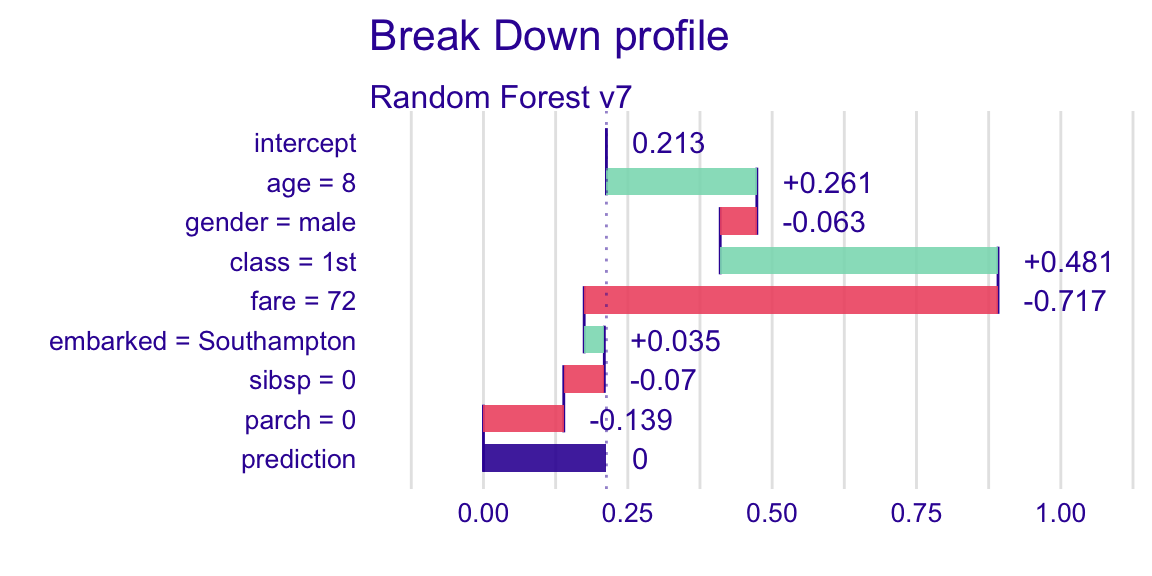 Break Down profile
Random Forest v7
intercept 0.213
age = 8 +0.261
gender = male -0.063
class = 1st +0.481
fare = 72 -0.717
embarked = Southampton +0.035
sibsp = 0 -0.07
parch = 0 -0.139
prediction 0
0.00 0.25 0.50 0.75 1.00